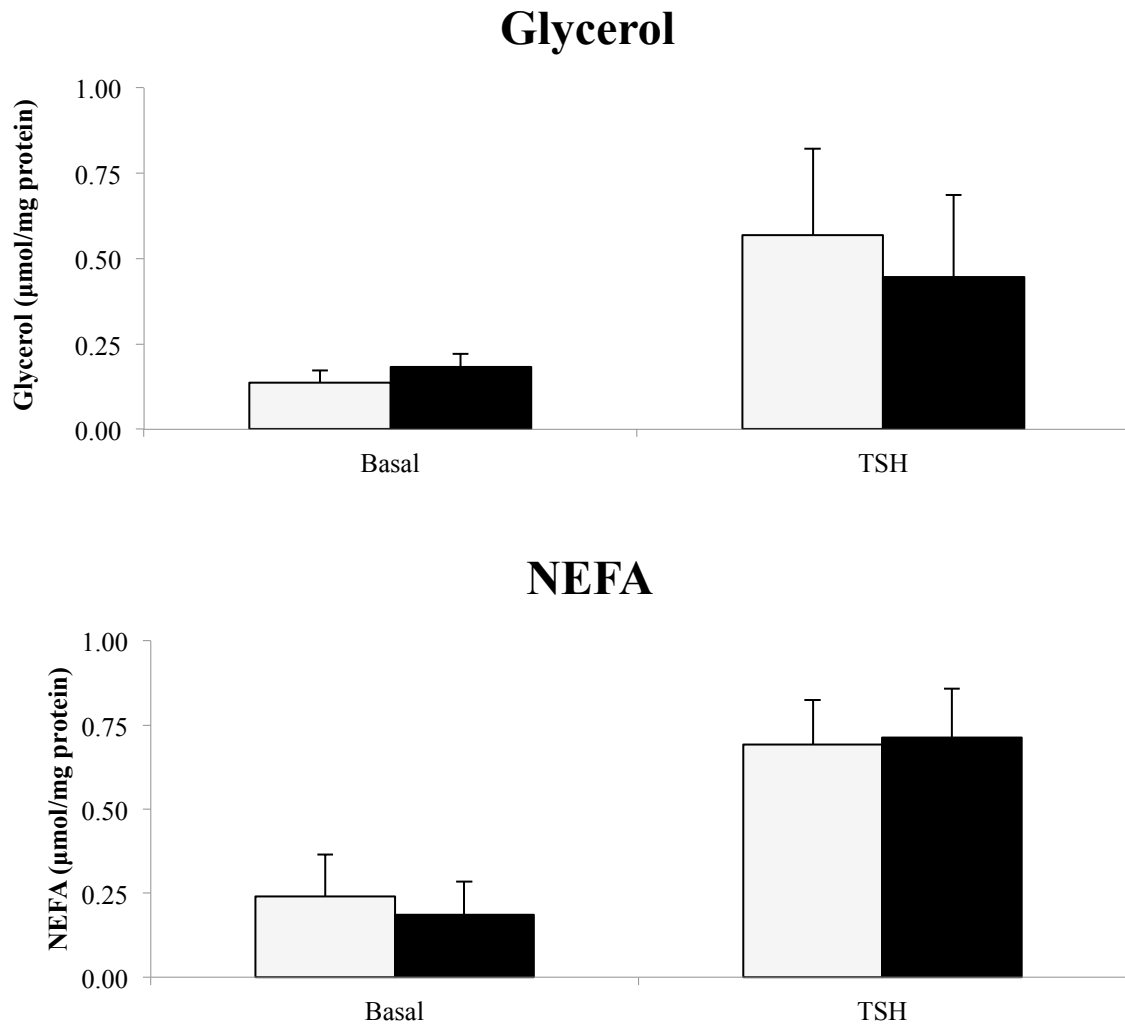 Glycerol
Glycerol (µmol/mg protein)
1.00
0.75
0.50
0.25
0.00
Basal
TSH
NEFA
NEFA (µmol/mg protein)
1.00
0.75
0.50
0.25
0.00
Basal
TSH